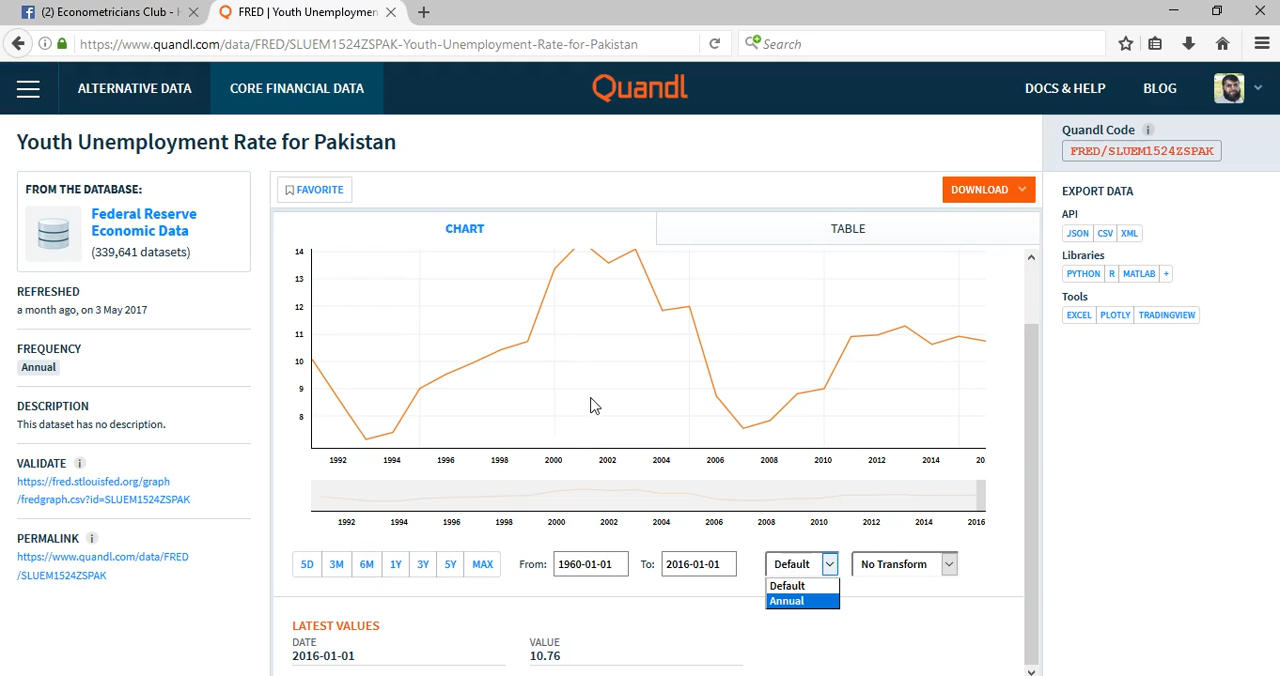 (2) Econometricians Club -
FRED | Youth Unemploymen
https://www.quandl.com/data/FRED/SLUEM1524ZSPAK-Youth-Unemployment-Rate-for-Pakistan
Search
ALTERNATIVE DATA
CORE FINANCIAL DATA
Quandl
DOCS & HELP
BLOG
Youth Unemployment Rate for Pakistan
Quandl Code
FRED/SLUEM1524ZSPAK
FROM THE DATABASE:
Federal Reserve
Economic Data
(339,641 datasets)
REFRESHED
a month ago, on 3 May 2017
FREQUENCY
Annual
DESCRIPTION
This dataset has no description.
VALIDATE
https://fred.stlouisfed.org/graph
/fredgraph.csv?id=SLUEM1524ZSPAK
PERMALINK
https://www.quandl.com/data/FRED
/SLUEM1524ZSPAK
FAVORITE
DOWNLOAD
CHART
TABLE
14
13
12
11
10
9
8
1992 1994 1996 1998 2000 2002 2004 2006 2008 2010 2012 2014 20
1992 1994 1996 1998 2000 2002 2004 2006 2008 2010 2012 2014 2016
5D 3M 6M 1Y 3Y 5Y MAX From: 1960-01-01 To: 2016-01-01 Default No Transform
Default
Annual
LATEST VALUES
DATE VALUE
2016-01-01 10.76
EXPORT DATA
API
JSON CSV XML
Libraries
PYTHON R MATLAB +
Tools
EXCEL PLOTLY TRADINGVIEW